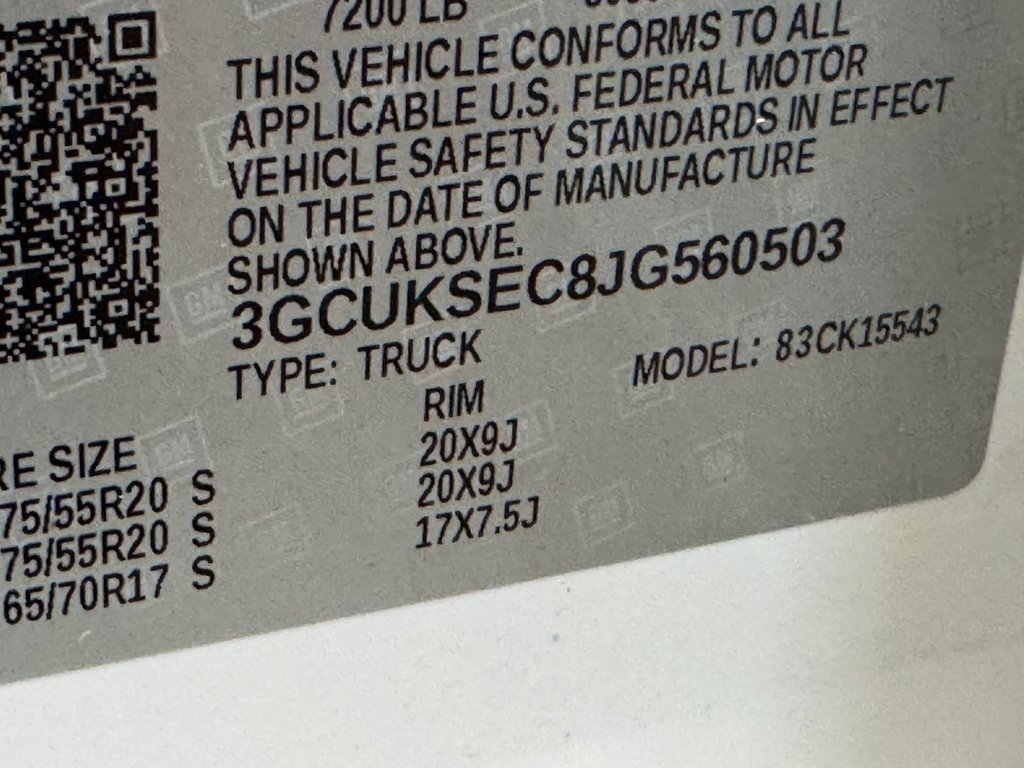 7200 LB
THIS VEHICLE CONFORMS TO ALL
APPLICABLE U.S. FEDERAL MOTOR
VEHICLE SAFETY STANDARDS IN EFFECT
ON THE DATE OF MANUFACTURE
SHOWN ABOVE.
3GCUKSEC8JG560503
TYPE: TRUCK MODEL: 83CK15543
RE SIZE RIM
75/55R20 S 20X9J
75/55R20 S 20X9J
65/70R17 S 17X7.5J